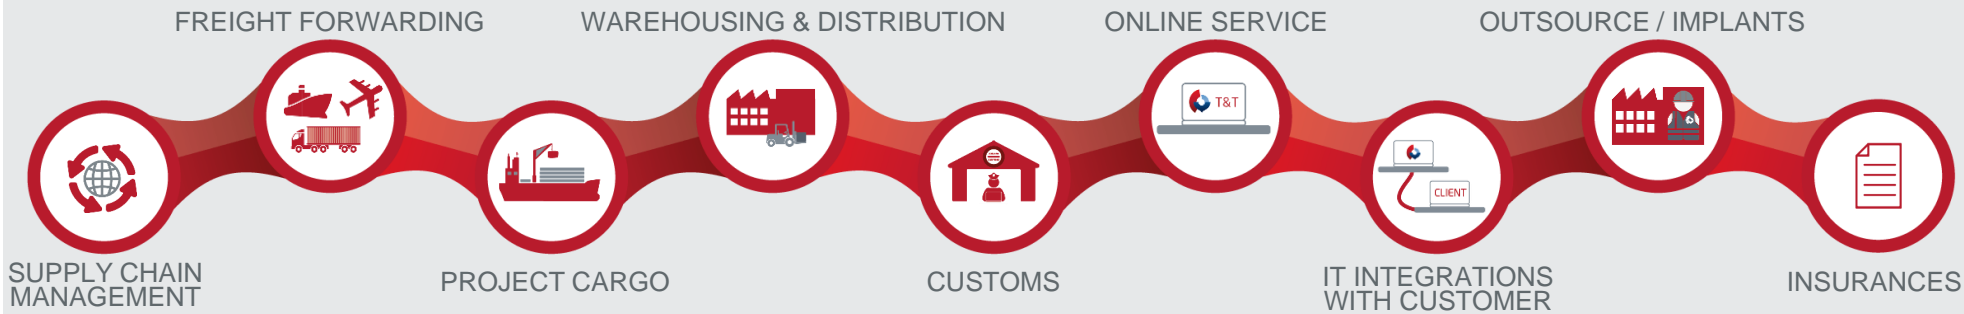 FREIGHT FORWARDING
WAREHOUSING & DISTRIBUTION
ONLINE SERVICE
OUTSOURCE / IMPLANTS
T&T
CLIENT
SUPPLY CHAIN
MANAGEMENT
PROJECT CARGO
CUSTOMS
IT INTEGRATIONS
WITH CUSTOMER
INSURANCES